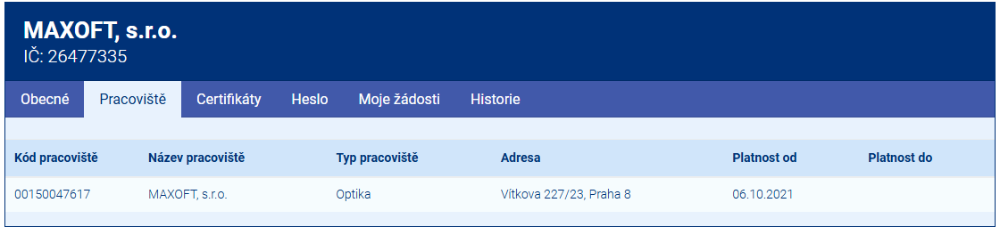 MAXOFT, s.r.o.
IČ: 26477335
Obecné Pracoviště Certifikáty Heslo Moje žádosti Historie
Kód pracoviště Název pracoviště Typ pracoviště Adresa Platnost od Platnost do
00150047617 MAXOFT, s.r.o. Optika Vítkova 227/23, Praha 8 06.10.2021